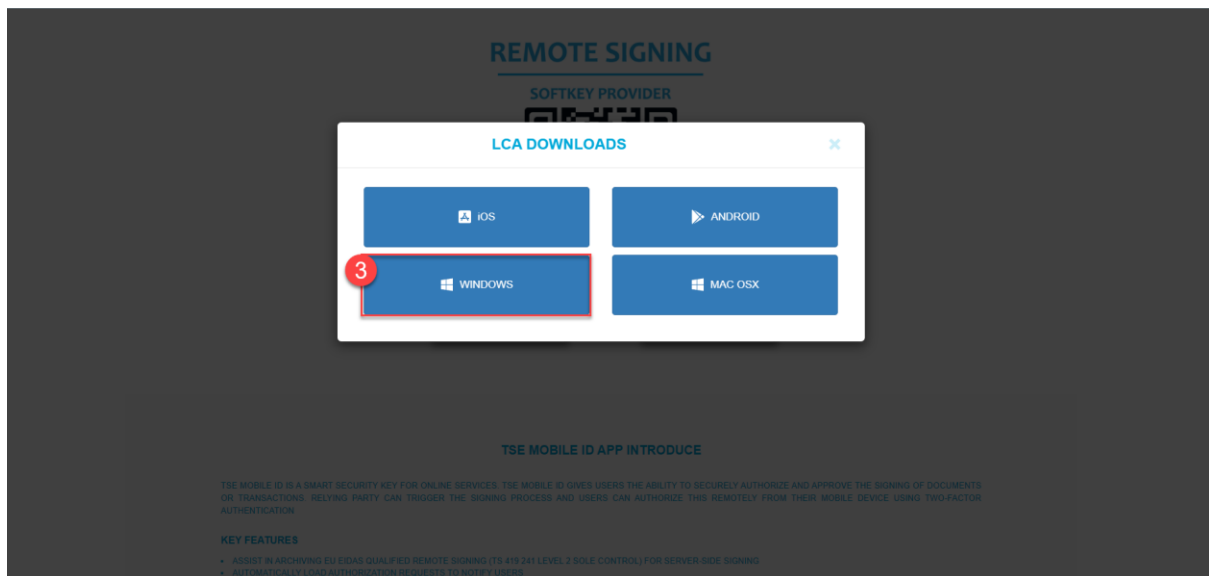 REMOTE SIGNING
SOFTKEY PROVIDER
LCA DOWNLOADS
iOS
ANDROID
3
WINDOWS
MAC OSX
TSE MOBILE ID APP INTRODUCE
TSE MOBILE ID IS A SMART SECURITY KEY FOR ONLINE SERVICES. TSE MOBILE ID GIVES USERS THE ABILITY TO SECURELY AUTHORIZE AND APPROVE THE SIGNING OF DOCUMENTS
OR TRANSACTIONS. RELYING PARTY CAN TRIGGER THE SIGNING PROCESS AND USERS CAN AUTHORIZE THIS REMOTELY FROM THEIR MOBILE DEVICE USING TWO-FACTOR
AUTHENTICATION
KEY FEATURES
• ASSIST IN ARCHIVING EU EIDAS QUALIFIED REMOTE SIGNING (TS 419 241 LEVEL 2 SOLE CONTROL) FOR SERVER-SIDE SIGNING
• AUTOMATICALLY LOAD AUTHORIZATION REQUESTS TO NOTIFY USERS